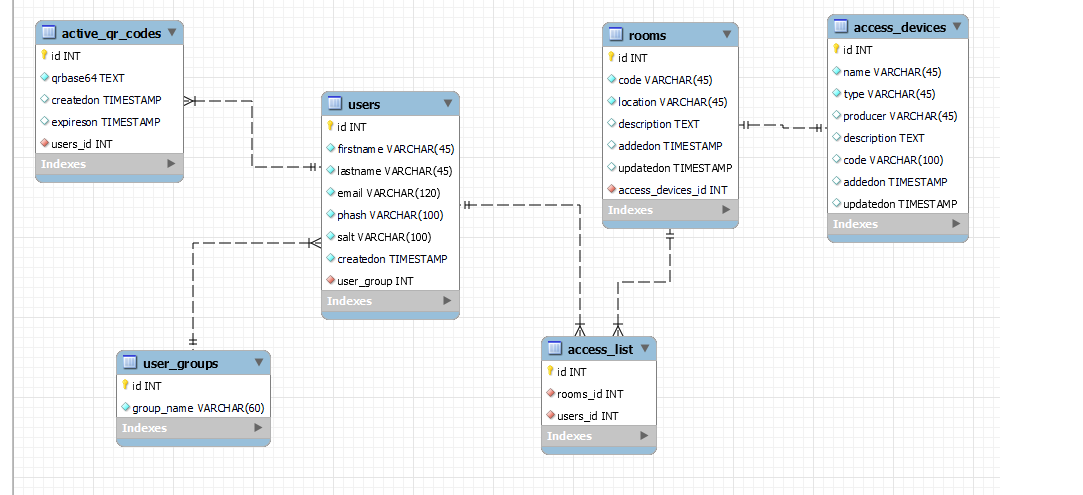 active_qr_codes
id INT
qrbase64 TEXT
createdon TIMESTAMP
expireson TIMESTAMP
users_id INT
Indexes
users
id INT
firstname VARCHAR(45)
lastname VARCHAR(45)
email VARCHAR(120)
phash VARCHAR(100)
salt VARCHAR(100)
createdon TIMESTAMP
user_group INT
Indexes
user_groups
id INT
group_name VARCHAR(60)
Indexes
rooms
id INT
code VARCHAR(45)
location VARCHAR(45)
description TEXT
addedon TIMESTAMP
updatedon TIMESTAMP
access_devices_id INT
Indexes
access_devices
id INT
name VARCHAR(45)
type VARCHAR(45)
producer VARCHAR(45)
description TEXT
code VARCHAR(100)
addedon TIMESTAMP
updatedon TIMESTAMP
Indexes
access_list
id INT
rooms_id INT
users_id INT
Indexes